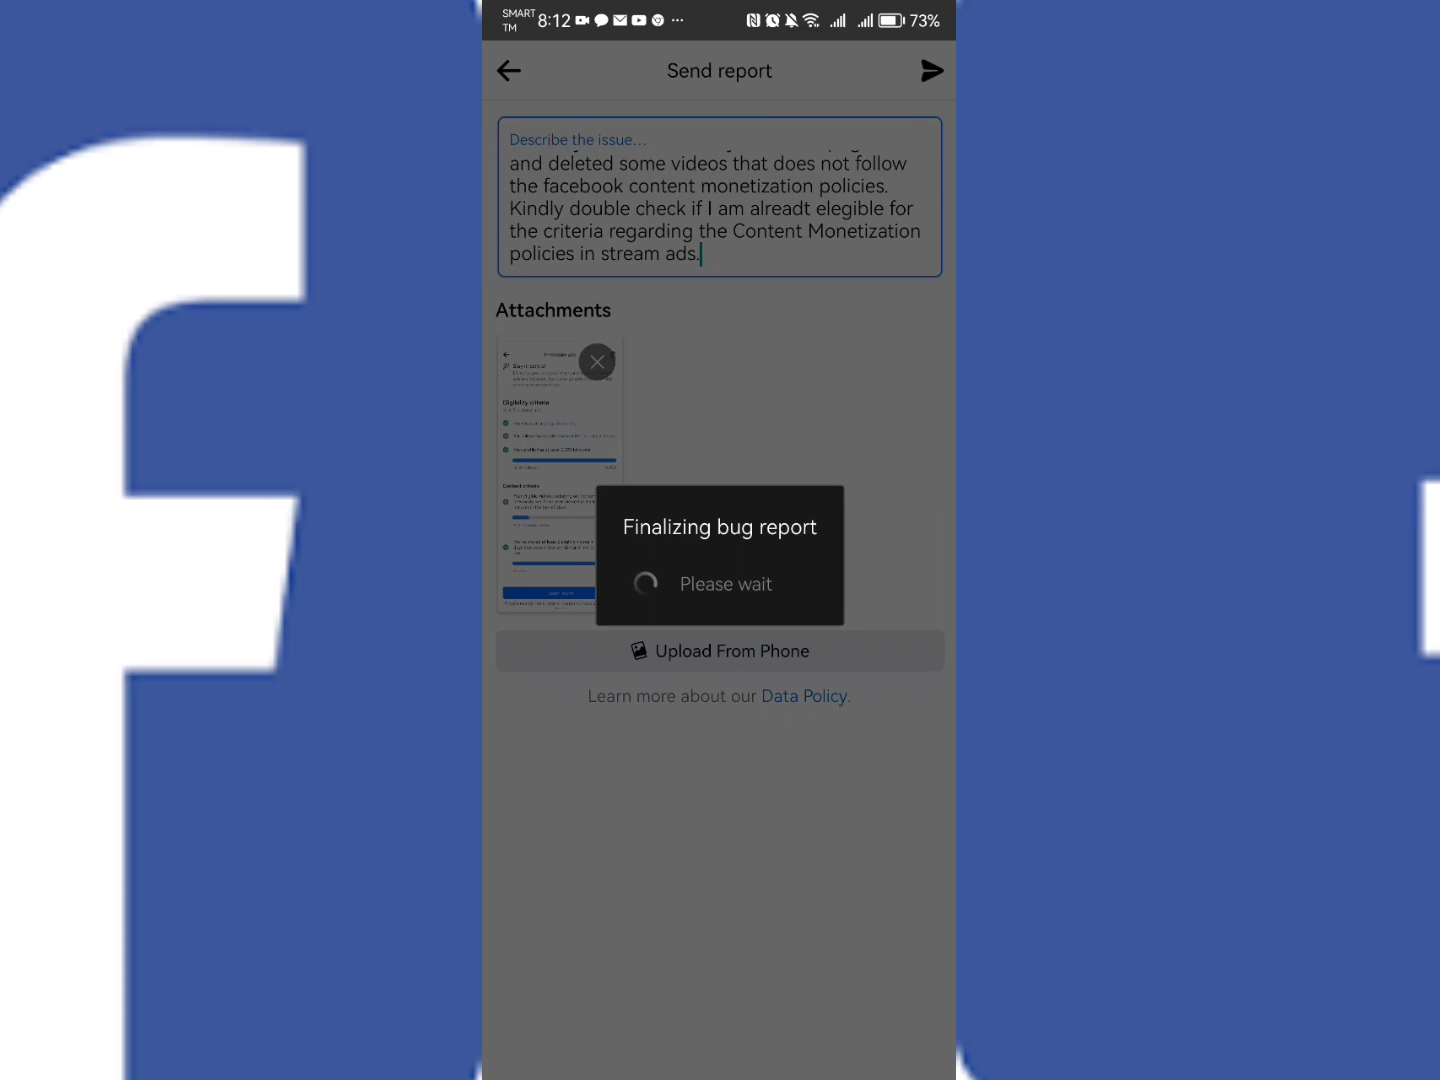 SMART
TM
8:12
73%
Send report
Describe the issue...
and deleted some videos that does not follow
the facebook content monetization policies.
Kindly double check if I am alreadt elegible for
the criteria regarding the Content Monetization
policies in stream ads.
Attachments
Eligibility criteria
Finalizing bug report
Please wait
Upload From Phone
Learn more about our Data Policy.